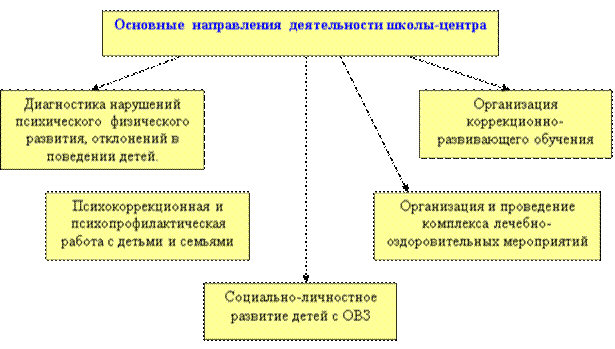 Основные направления деятельности школы-центра
Диагностика нарушений
психического физического
развития, отклонений в
поведении детей.
Организация
коррекционно-
развивающего обучения
Психокоррекционная и
психопрофилактическая
работа с детьми и семьями
Организация и проведение
комплекса лечебно-
оздоровительных мероприятий
Социально-личностное
развитие детей с ОВЗ